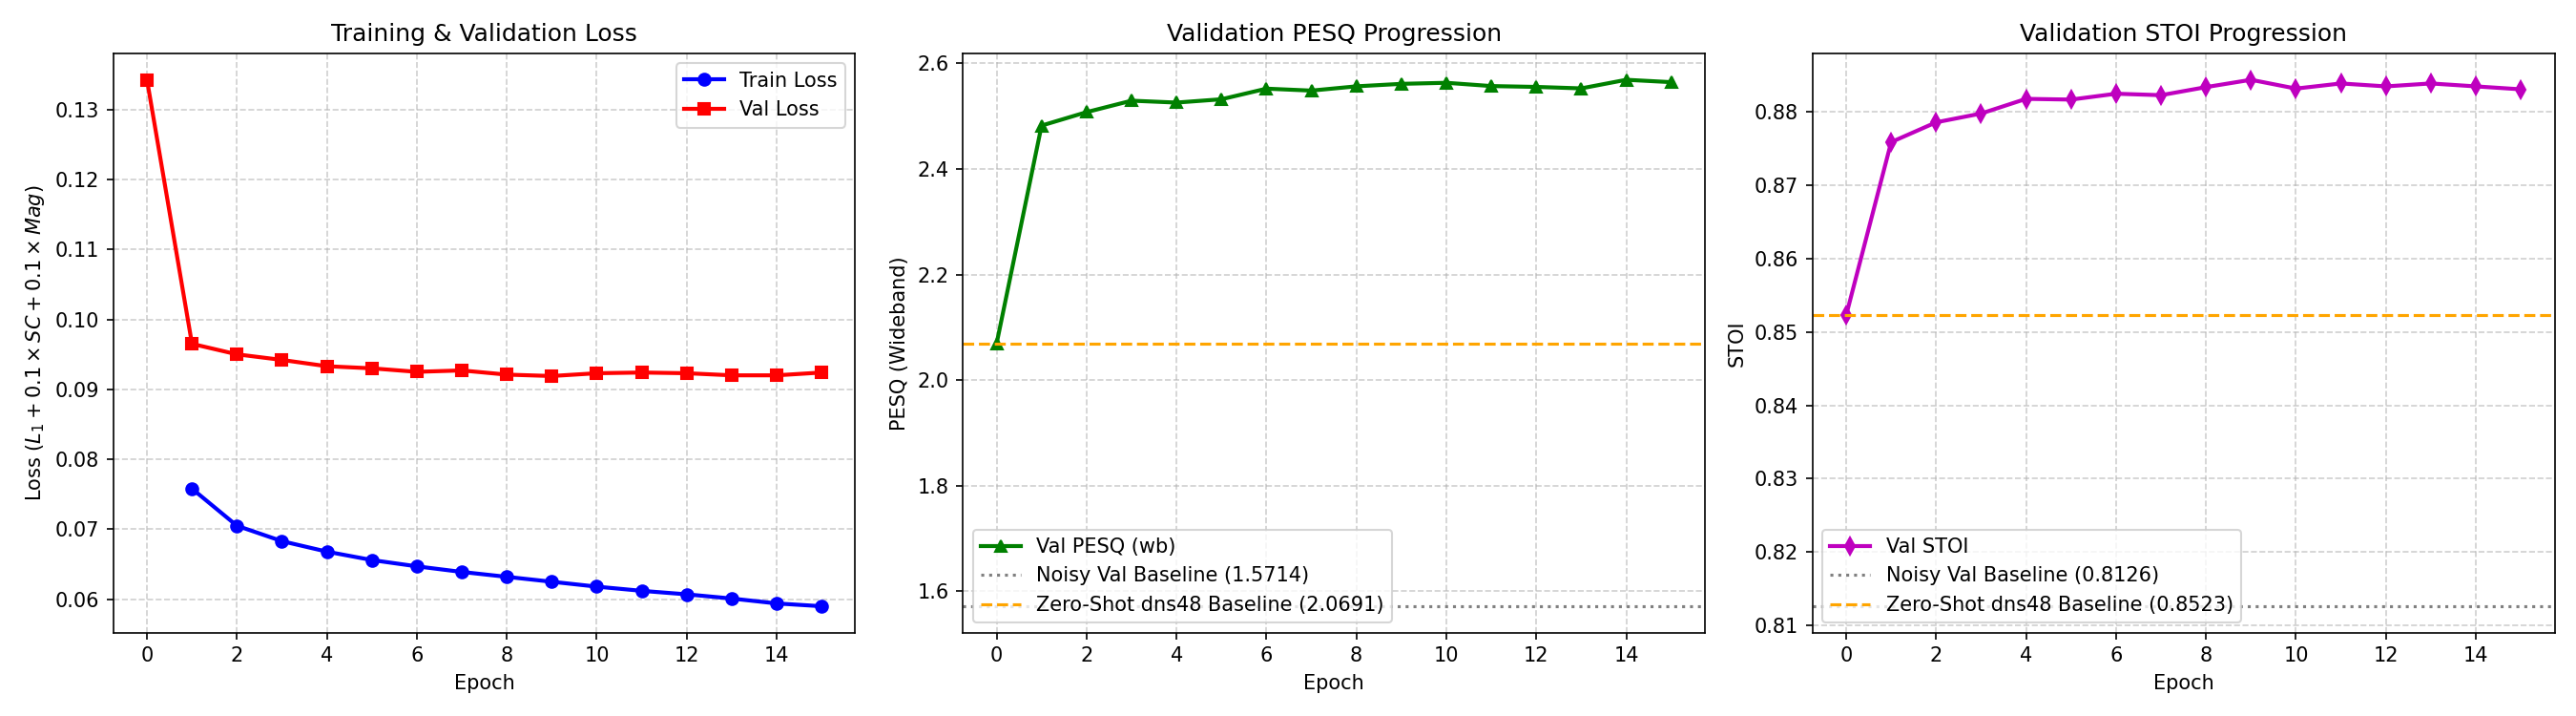 Training & Validation Loss
Loss (L₁ + 0.1 × SC + 0.1 × Mag)
0.13
0.12
0.11
0.10
0.09
0.08
0.07
0.06
Train Loss
Val Loss
0 2 4 6 8 10 12 14
Epoch
Validation PESQ Progression
PESQ (Wideband)
2.6
2.4
2.2
2.0
1.8
1.6
Val PESQ (wb)
Noisy Val Baseline (1.5714)
Zero-Shot dns48 Baseline (2.0691)
0 2 4 6 8 10 12 14
Epoch
Validation STOI Progression
STOI
0.88
0.87
0.86
0.85
0.84
0.83
0.82
0.81
Val STOI
Noisy Val Baseline (0.8126)
Zero-Shot dns48 Baseline (0.8523)
0 2 4 6 8 10 12 14
Epoch